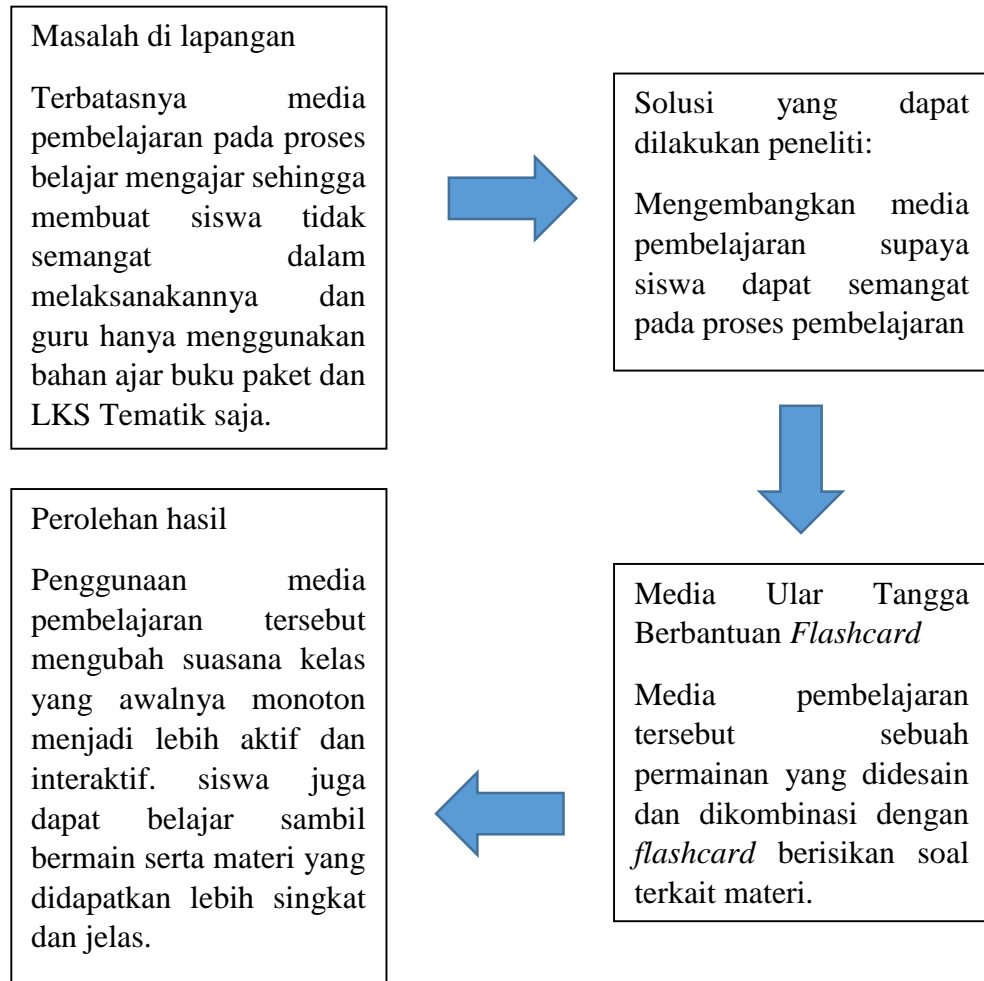 Masalah di lapangan
Terbatasnya media
pembelajaran pada proses
belajar mengajar sehingga
membuat siswa tidak
semangat dalam
melaksanakannya dan
guru hanya menggunakan
bahan ajar buku paket dan
LKS Tematik saja.
Solusi yang dapat
dilakukan peneliti:
Mengembangkan media
pembelajaran supaya
siswa dapat semangat
pada proses pembelajaran
Media Ular Tangga
Berbantuan Flashcard
Media pembelajaran
tersebut sebuah
permainan yang didesain
dan dikombinasi dengan
flashcard berisikan soal
terkait materi.
Perolehan hasil
Penggunaan media
pembelajaran tersebut
mengubah suasana kelas
yang awalnya monoton
menjadi lebih aktif dan
interaktif. siswa juga
dapat belajar sambil
bermain serta materi yang
didapatkan lebih singkat
dan jelas.